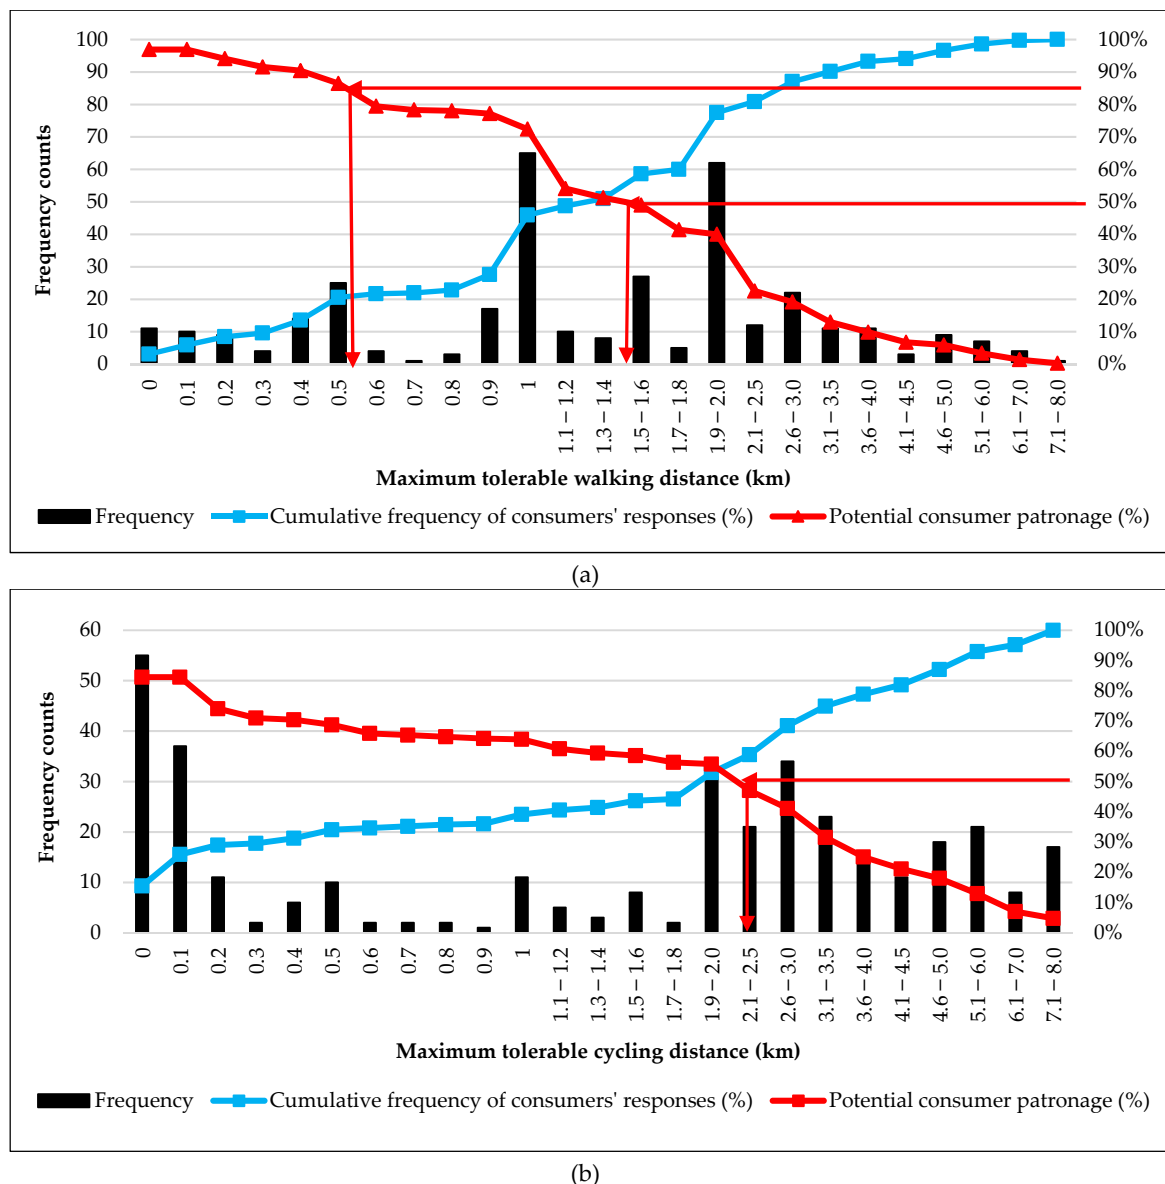 100
90
80
70
60
50
40
30
20
10
0
Frequency counts
100%
90%
80%
70%
60%
50%
40%
30%
20%
10%
0%
0
0.1
0.2
0.3
0.4
0.5
0.6
0.7
0.8
0.9
1
1.1 – 1.2
1.3 – 1.4
1.5 – 1.6
1.7 – 1.8
1.9 – 2.0
2.1 – 2.5
2.6 – 3.0
3.1 – 3.5
3.6 – 4.0
4.1 – 4.5
4.6 – 5.0
5.1 – 6.0
6.1 – 7.0
7.1 – 8.0
Maximum tolerable walking distance (km)
Frequency
Cumulative frequency of consumers' responses (%)
Potential consumer patronage (%)
(a)
60
50
40
30
20
10
0
Frequency counts
100%
90%
80%
70%
60%
50%
40%
30%
20%
10%
0%
0
0.1
0.2
0.3
0.4
0.5
0.6
0.7
0.8
0.9
1
1.1 – 1.2
1.3 – 1.4
1.5 – 1.6
1.7 – 1.8
1.9 – 2.0
2.1 – 2.5
2.6 – 3.0
3.1 – 3.5
3.6 – 4.0
4.1 – 4.5
4.6 – 5.0
5.1 – 6.0
6.1 – 7.0
7.1 – 8.0
Maximum tolerable cycling distance (km)
Frequency
Cumulative frequency of consumers' responses (%)
Potential consumer patronage (%)
(b)